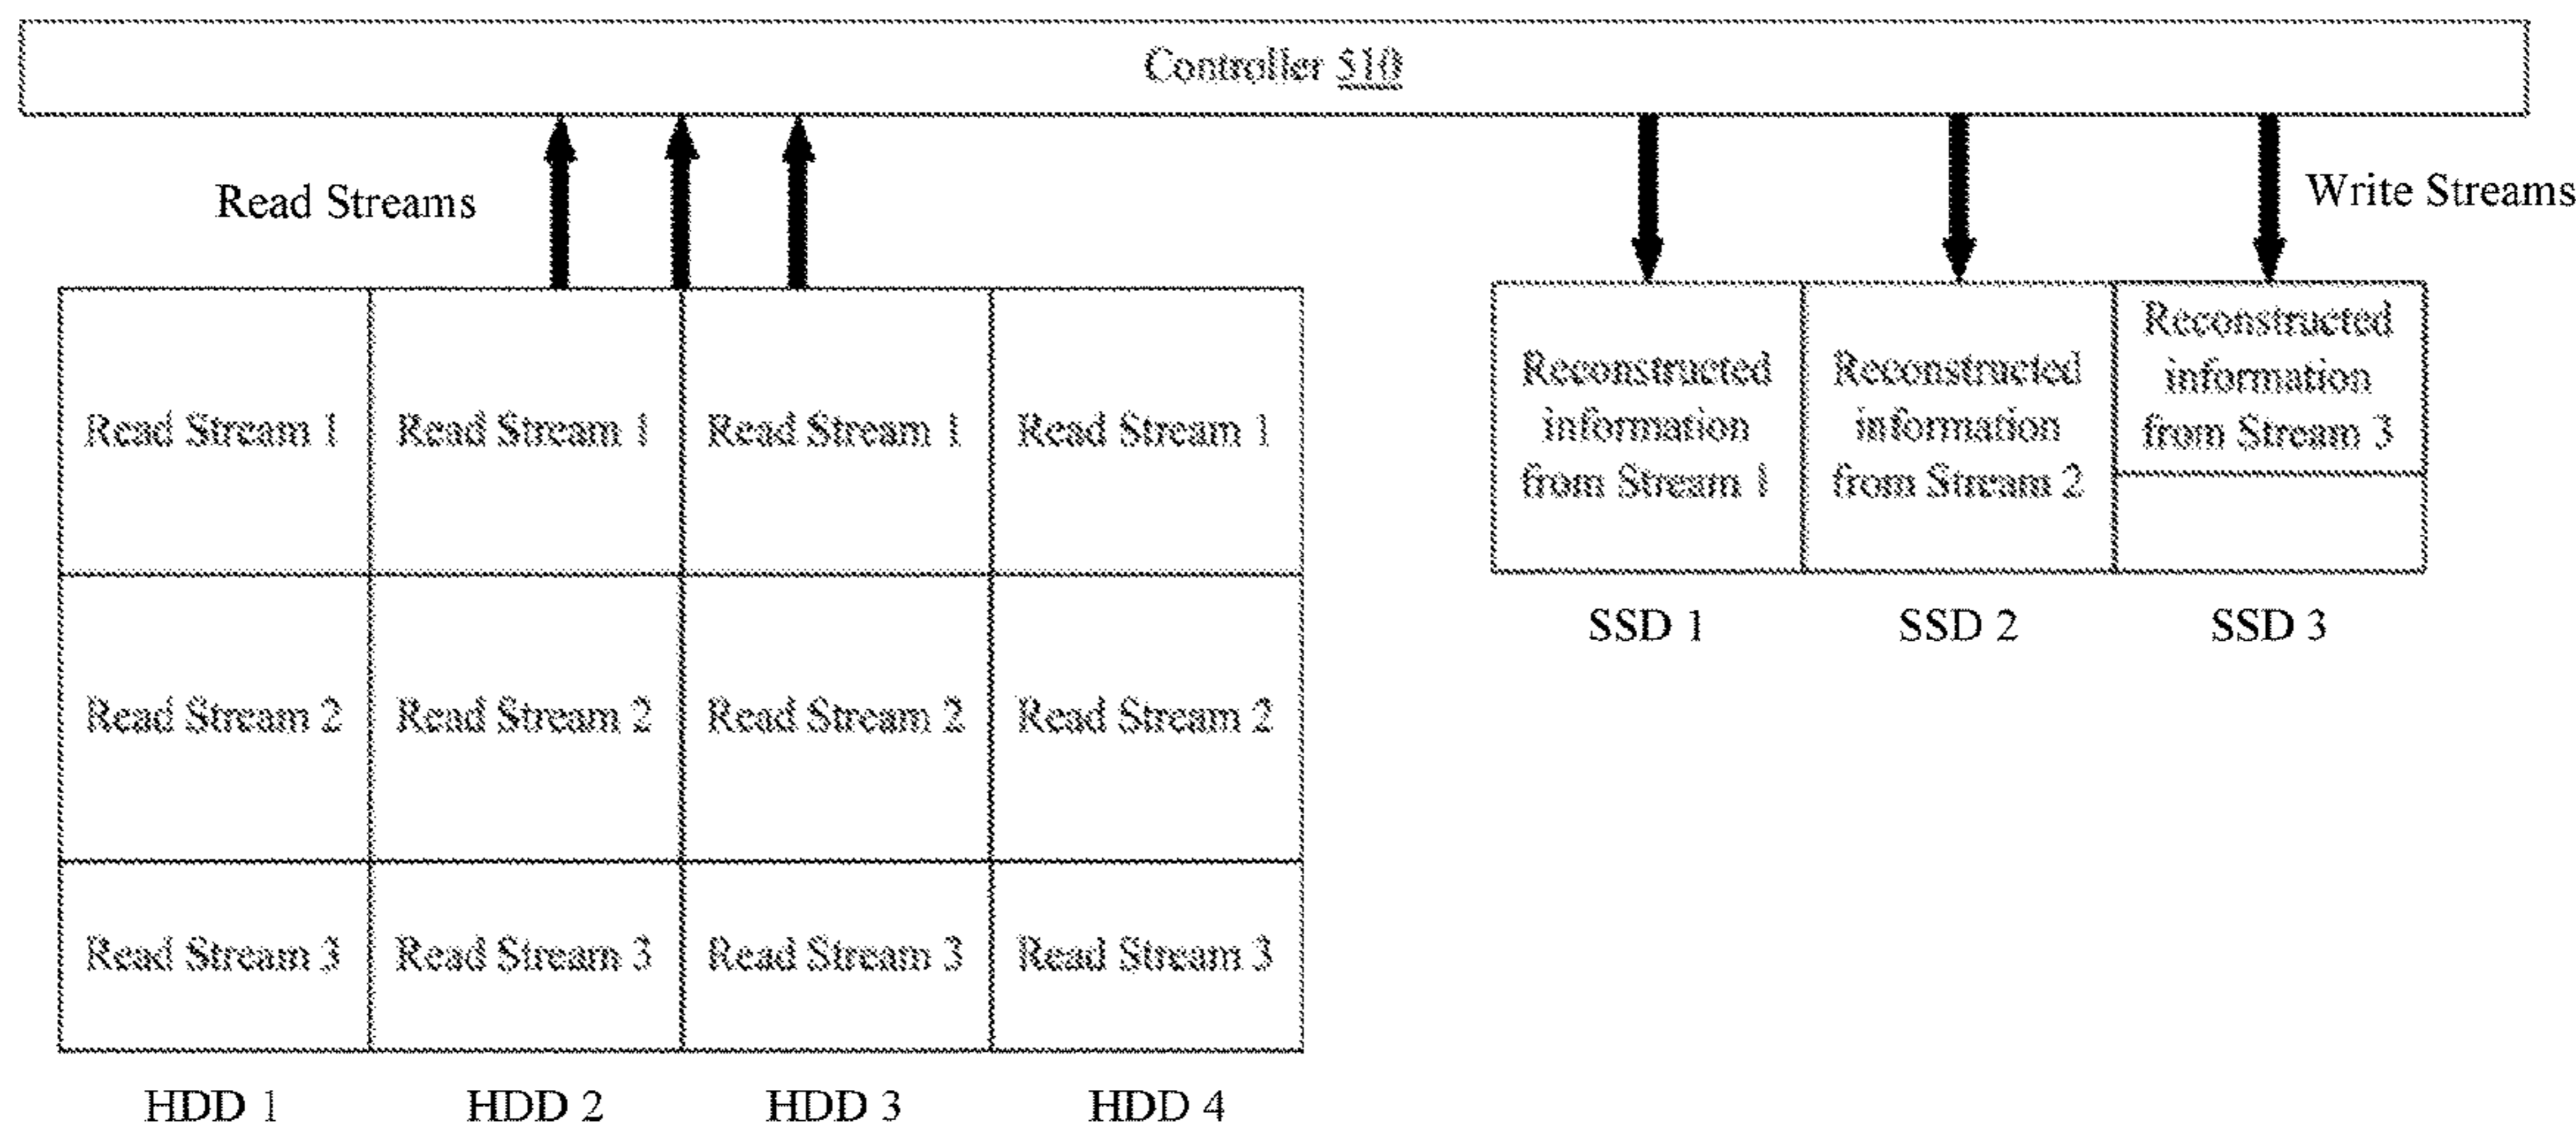 Controller 510
Read Streams
Write Streams
Read Stream 1
Read Stream 1
Read Stream 1
Read Stream 1
Read Stream 2
Read Stream 2
Read Stream 2
Read Stream 2
Read Stream 3
Read Stream 3
Read Stream 3
Read Stream 3
HDD 1
HDD 2
HDD 3
HDD 4
Reconstructed
information
from Stream 1
Reconstructed
information
from Stream 2
Reconstructed
information
from Stream 3
SSD 1
SSD 2
SSD 3